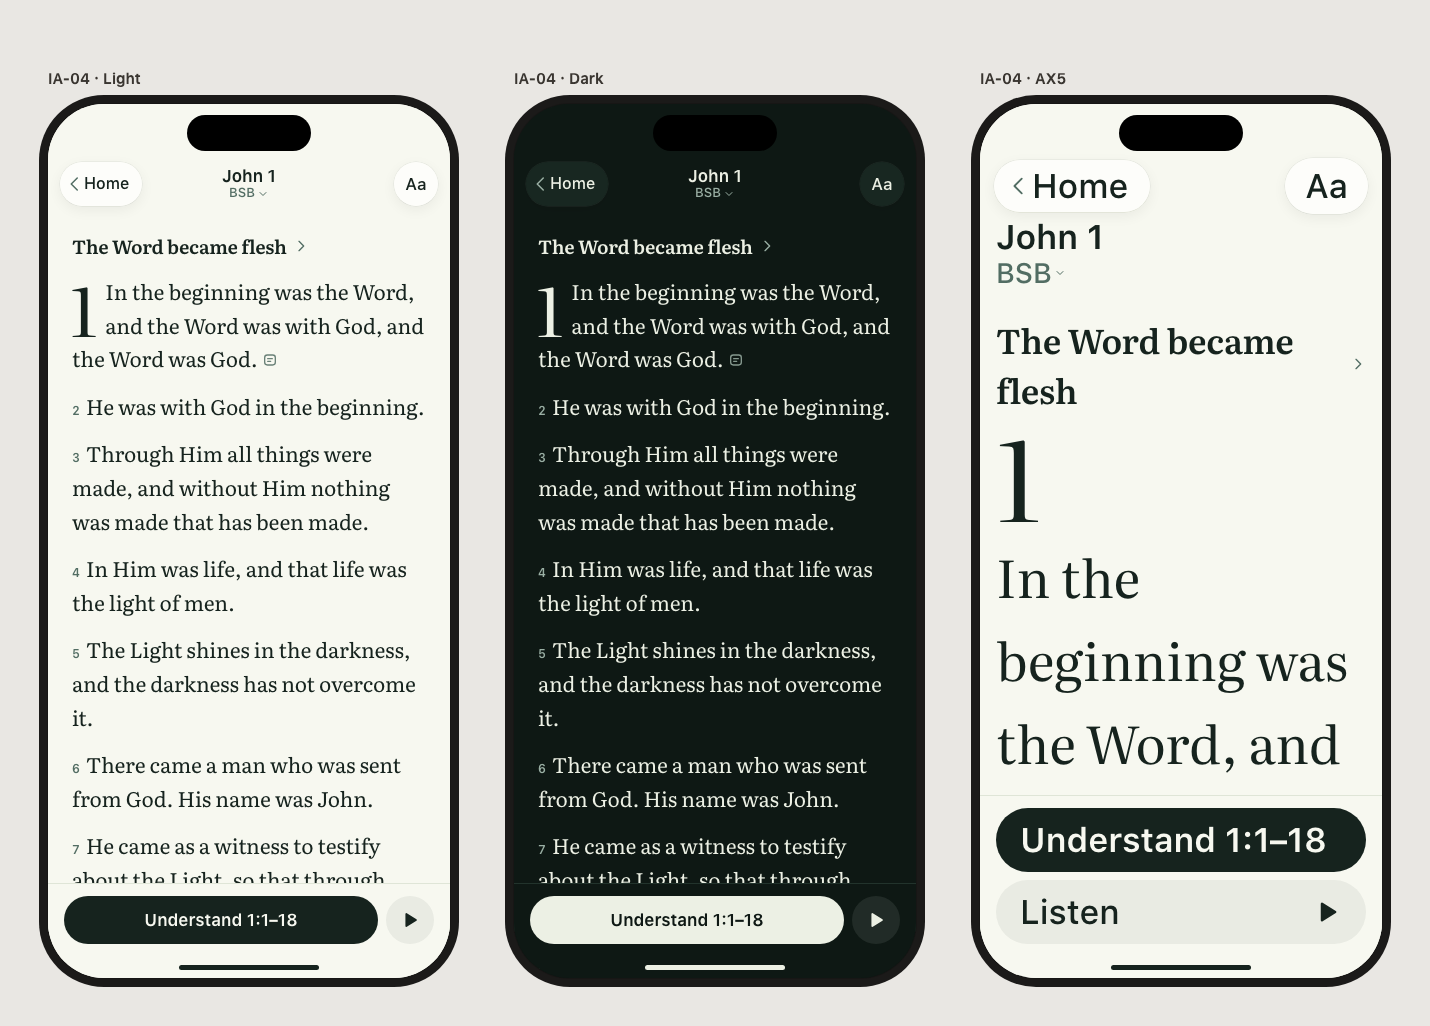 IA-04 · Light
Home
John 1
BSB
Aa
The Word became flesh
1 In the beginning was the Word,
and the Word was with God, and
the Word was God.
2 He was with God in the beginning.
3 Through Him all things were
made, and without Him nothing
was made that has been made.
4 In Him was life, and that life was
the light of men.
5 The Light shines in the darkness,
and the darkness has not overcome
it.
6 There came a man who was sent
from God. His name was John.
7 He came as a witness to testify
about the Light, so that through
Understand 1:1–18
IA-04 · Dark
Home
John 1
BSB
Aa
The Word became flesh
1 In the beginning was the Word,
and the Word was with God, and
the Word was God.
2 He was with God in the beginning.
3 Through Him all things were
made, and without Him nothing
was made that has been made.
4 In Him was life, and that life was
the light of men.
5 The Light shines in the darkness,
and the darkness has not overcome
it.
6 There came a man who was sent
from God. His name was John.
7 He came as a witness to testify
about the Light, so that through
Understand 1:1–18
IA-04 · AX5
Home
Aa
John 1
BSB
The Word became
flesh
1
In the
beginning was
the Word, and
Understand 1:1–18
Listen